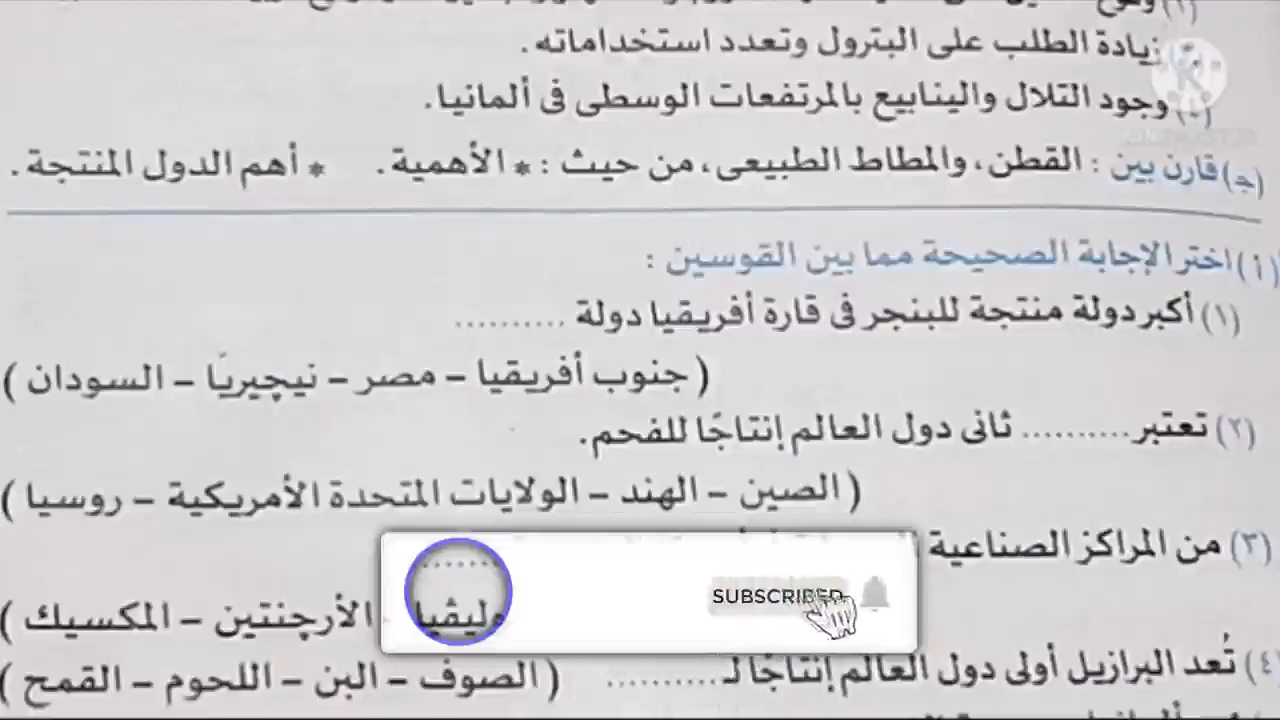 زيادة الطلب على البترول وتعدد استخداماته.
وجود التلال والينابيع بالمرتفعات الوسطى فى ألمانيا.
(جـ) قارن بين : القطن، والمطاط الطبيعى، من حيث : * الأهمية. * أهم الدول المنتجة.
(أ) اختر الإجابة الصحيحة مما بين القوسين :
(١) أكبر دولة منتجة للبنجر فى قارة أفريقيا دولة ..........
(جنوب أفريقيا – مصر – نيچيريَا – السودان)
(٢) تعتبر .......... ثانى دول العالم إنتاجًا للفحم.
(الصين – الهند – الولايات المتحدة الأمريكية – روسيا)
(٣) من المراكز الصناعية
SUBSCRIBED
الأرچنتين – المكسيك)
(٤) تُعد البرازيل أولى دول العالم إنتاجًا لـ ..........
(الصوف – البن – اللحوم – القمح)